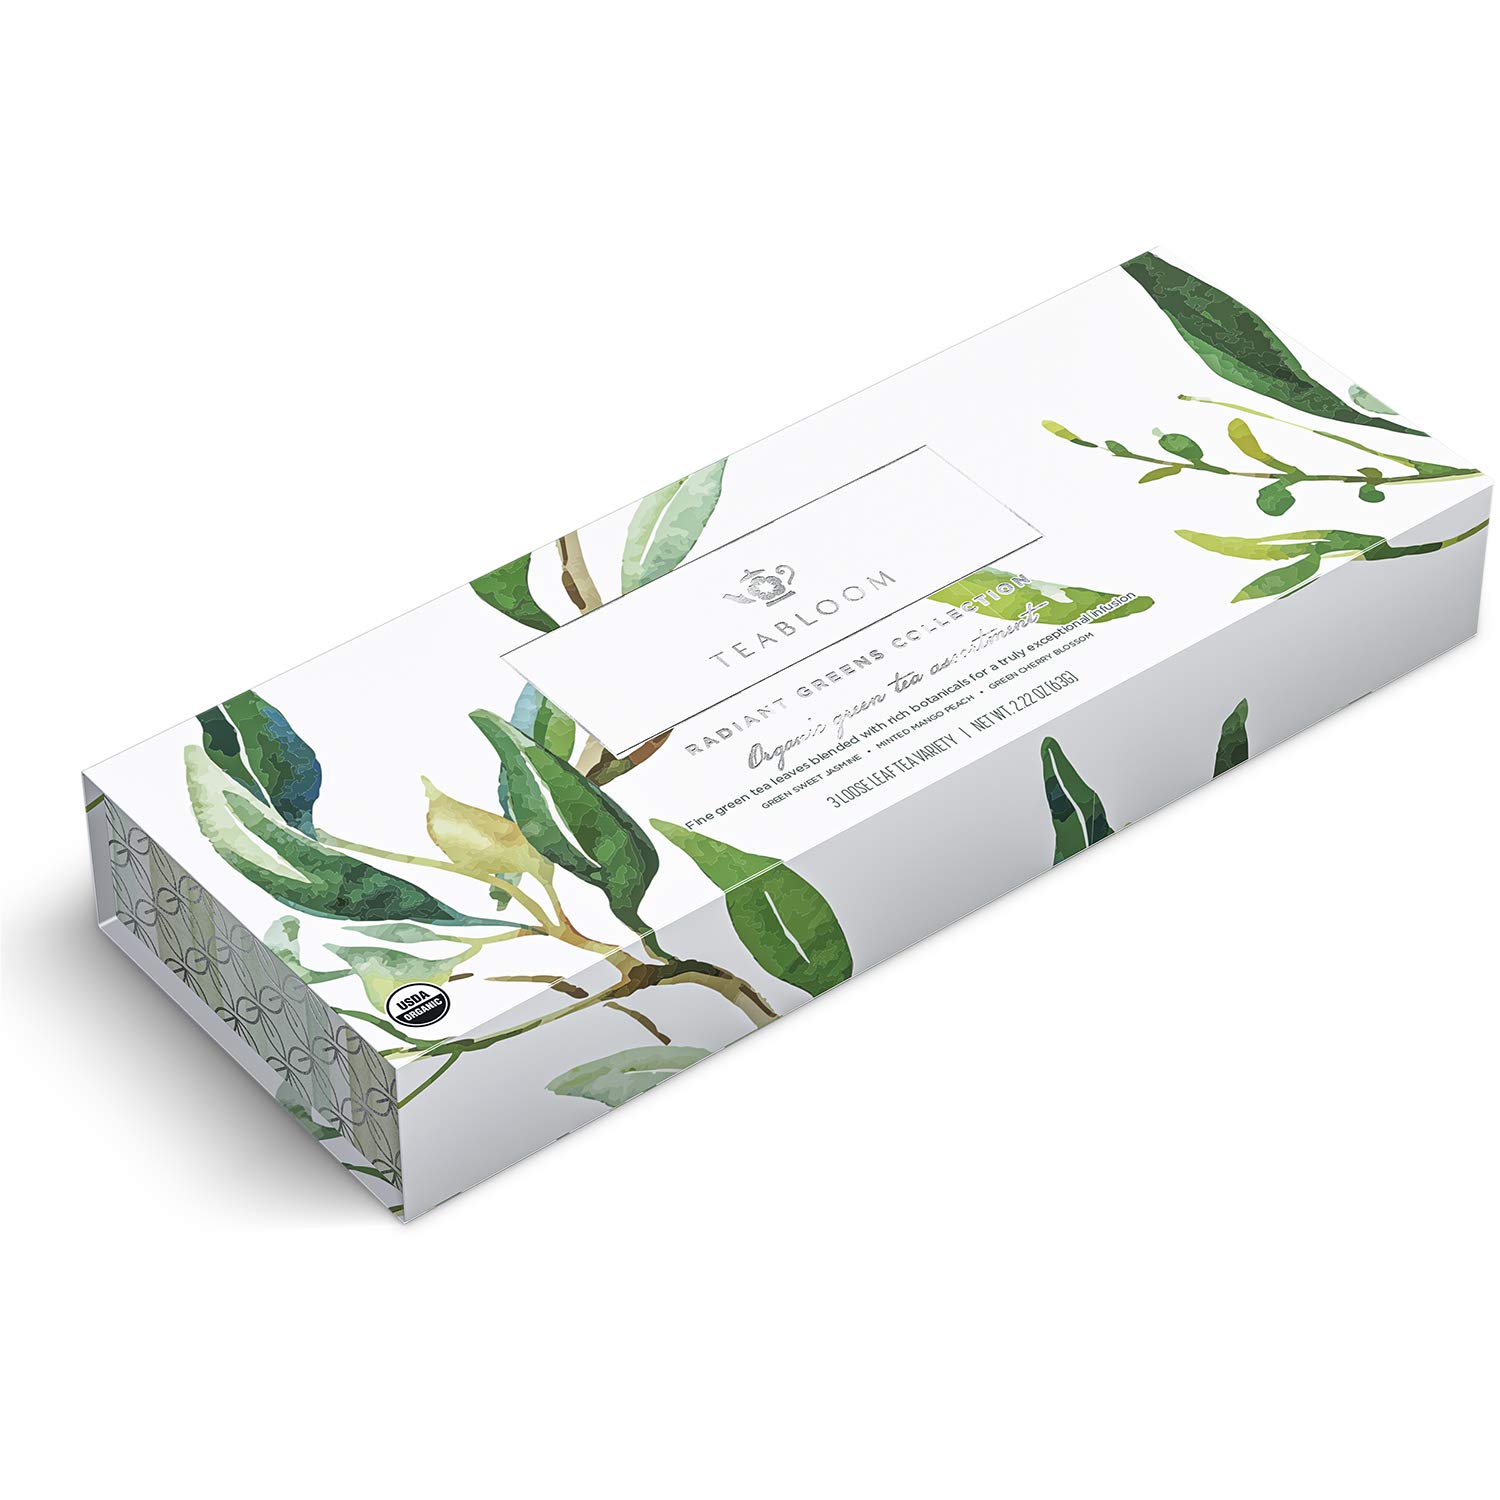 TEABLOOM
RADIANT GREENS COLLECTION
Organic green tea assortment
Fine green tea leaves blended with rich botanicals for a truly exceptional infusion
GREEN SWEET JASMINE • MINTED MANGO PEACH • GREEN CHERRY BLOSSOM
3 LOOSE LEAF TEA VARIETY | NET WT. 2.22 OZ (63G)
USDA
ORGANIC